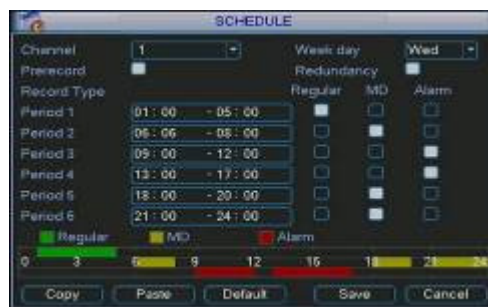 SCHEDULE
Channel 1 Week day Wed
Prerecord Redundancy
Record Type Regular MD Alarm
Period 1 01:00 - 05:00
Period 2 06:06 - 08:00
Period 3 09:00 - 12:00
Period 4 13:00 - 17:00
Period 5 18:00 - 20:00
Period 6 21:00 - 24:00
Regular MD Alarm
0 3 6 9 12 15 18 21 24
Copy Paste Default Save Cancel